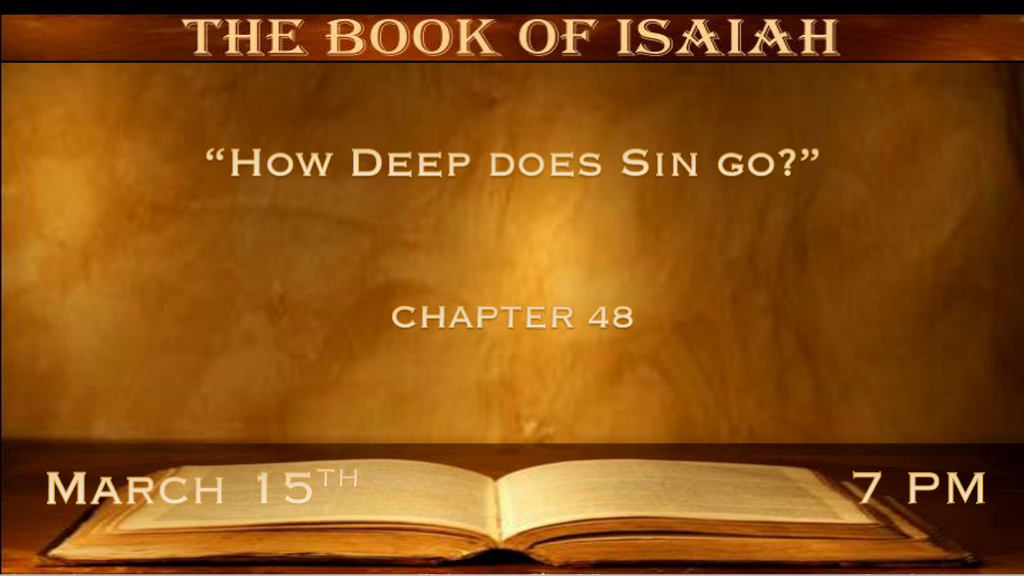 THE BOOK OF ISAIAH
“HOW DEEP DOES SIN GO?”
CHAPTER 48
MARCH 15TH
7 PM